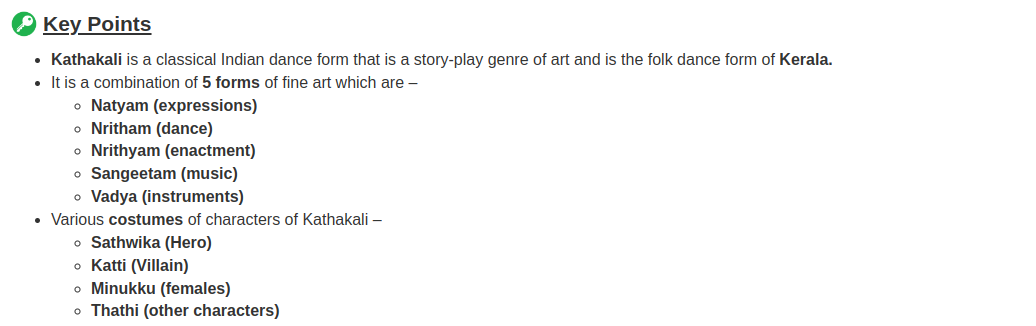 Key Points
Kathakali is a classical Indian dance form that is a story-play genre of art and is the folk dance form of Kerala.
It is a combination of 5 forms of fine art which are –
Natyam (expressions)
Nritham (dance)
Nrithyam (enactment)
Sangeetam (music)
Vadya (instruments)
Various costumes of characters of Kathakali –
Sathwika (Hero)
Katti (Villain)
Minukku (females)
Thathi (other characters)